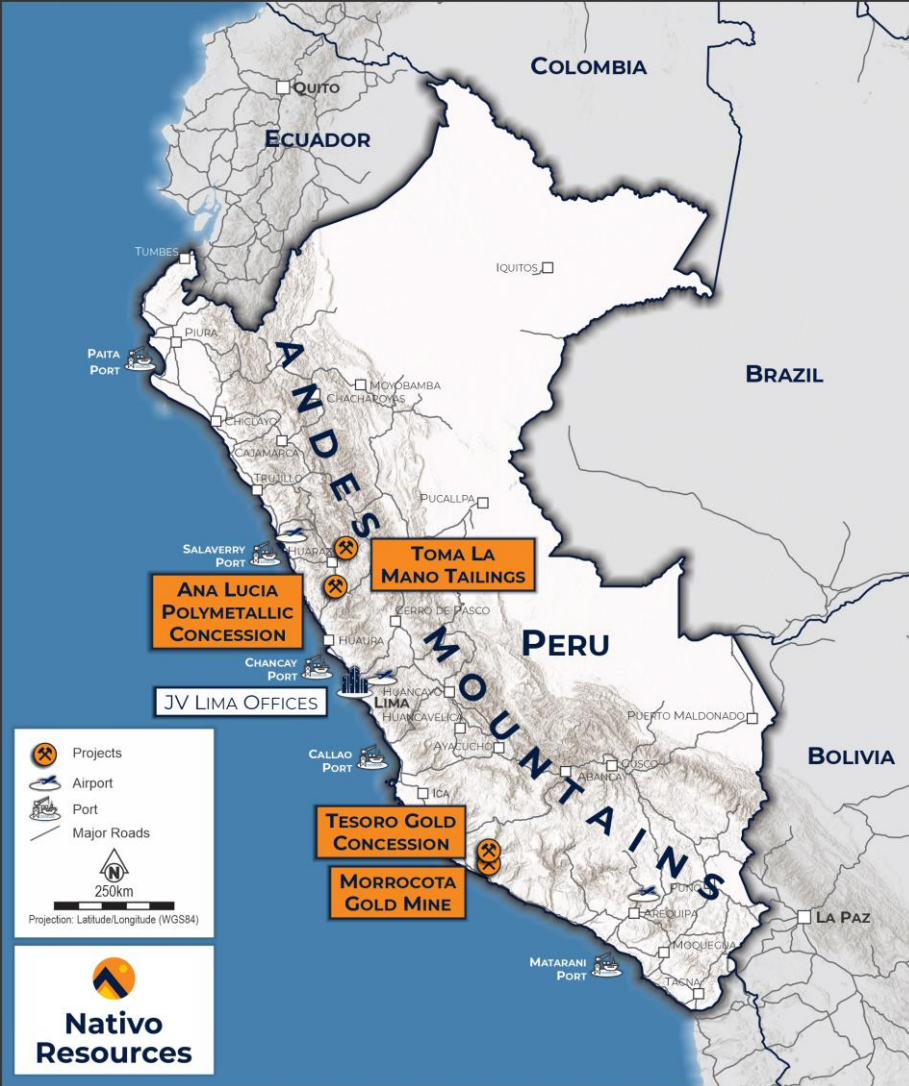 COLOMBIA
QUITO
ECUADOR
TUMBES
IQUITOS
PIURA
PAITA
PORT
BRAZIL
MOYOBAMBA
CHACHAPOYAS
CHICLAYO
CAJAMARCA
TRUJILLO
PUCALLPA
ANDES
MOUNTAINS
SALAVERRY
PORT
HUARAZ
TOMA LA
MANO TAILINGS
ANA LUCIA
POLYMETALLIC
CONCESSION
CERRO DE PASCO
HUAURA
PERU
CHANCAY
PORT
JV LIMA OFFICES
LIMA
HUANCAYO
HUANCAVELICA
PUERTO MALDONADO
AYACUCHO
CUSCO
ABANCAY
BOLIVIA
CALLAO
PORT
ICA
TESORO GOLD
CONCESSION
MORROCOTA
GOLD MINE
PUNO
AREQUIPA
LA PAZ
MOQUEGUA
MATARANI
PORT
TACNA
Projects
Airport
Port
Major Roads
N
250km
Projection: Latitude/Longitude (WGS84)
Nativo
Resources